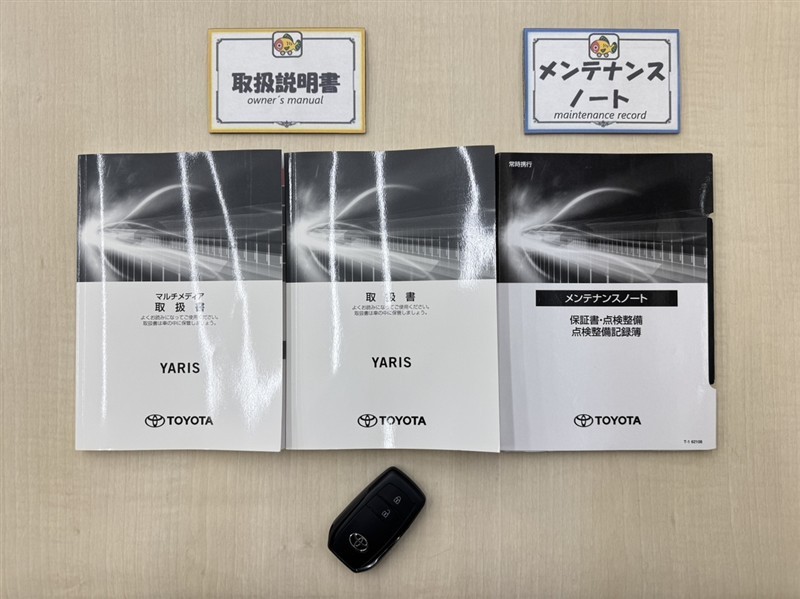 取扱説明書
owner's manual
メンテナンス
ノート
maintenance record
マルチメディア
取扱書
よくお読みになってご使用ください。
取扱書は車の中に保管しましょう。
YARIS
TOYOTA
取扱書
よくお読みになってご使用ください。
取扱書は車の中に保管しましょう。
YARIS
TOYOTA
常時携行
メンテナンスノート
保証書・点検整備
点検整備記録簿
TOYOTA